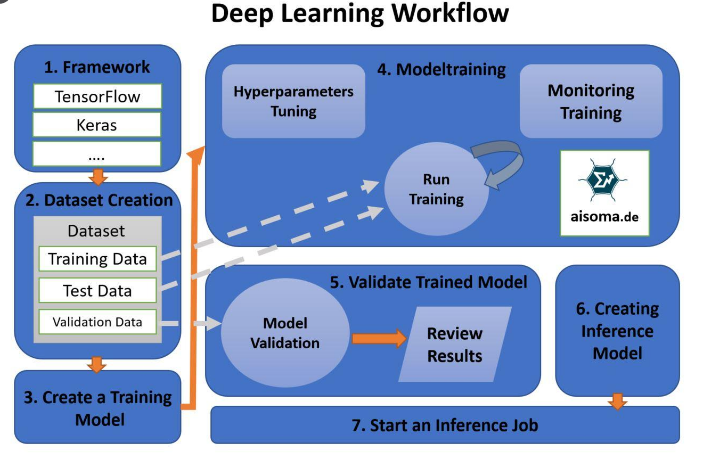 Deep Learning Workflow
1. Framework
TensorFlow
Keras
....
2. Dataset Creation
Dataset
Training Data
Test Data
Validation Data
3. Create a Training
Model
4. Modeltraining
Hyperparameters
Tuning
Monitoring
Training
Run
Training
aisoma.de
5. Validate Trained Model
Model
Validation
Review
Results
6. Creating
Inference
Model
7. Start an Inference Job